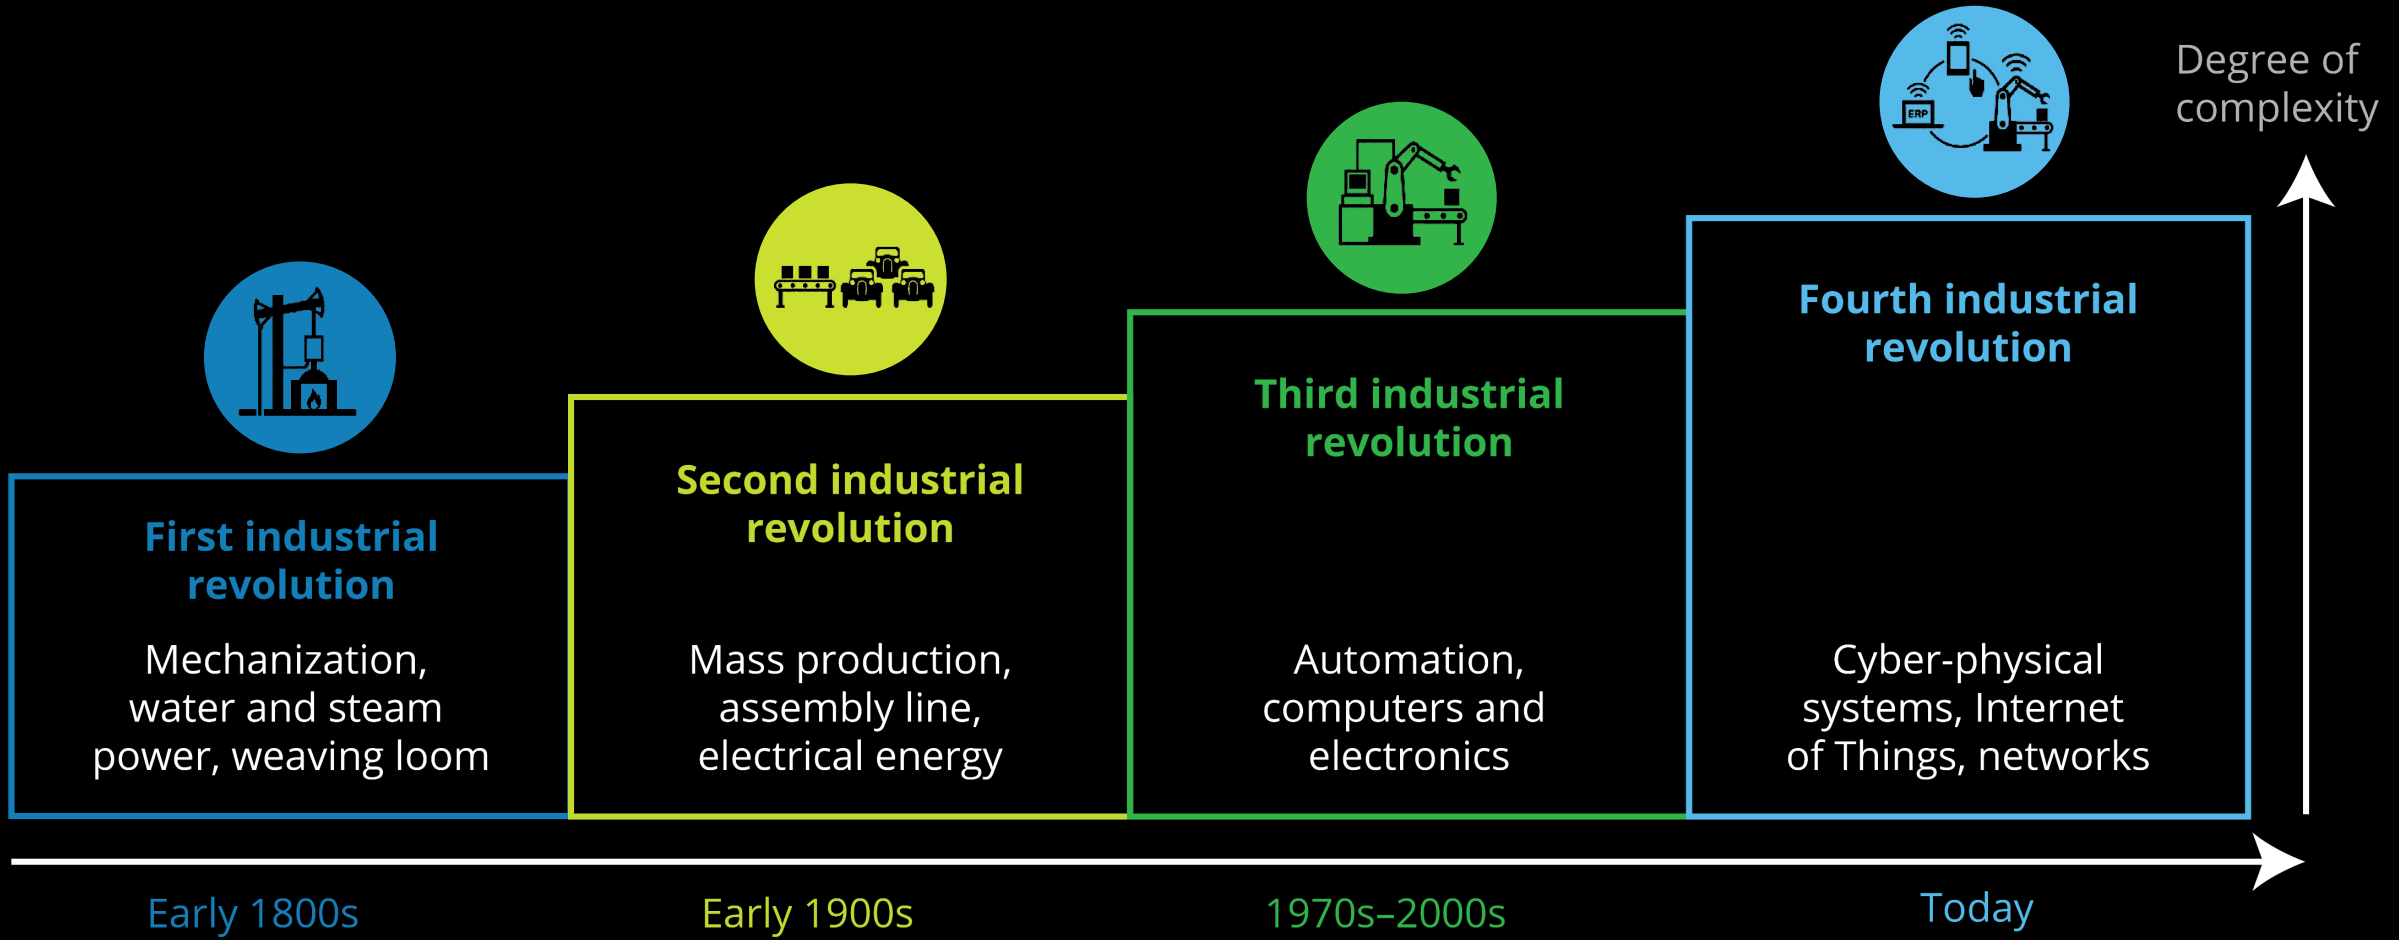 Degree of
complexity
ERP
First industrial
revolution
Mechanization,
water and steam
power, weaving loom
Second industrial
revolution
Mass production,
assembly line,
electrical energy
Third industrial
revolution
Automation,
computers and
electronics
Fourth industrial
revolution
Cyber-physical
systems, Internet
of Things, networks
Early 1800s
Early 1900s
1970s–2000s
Today